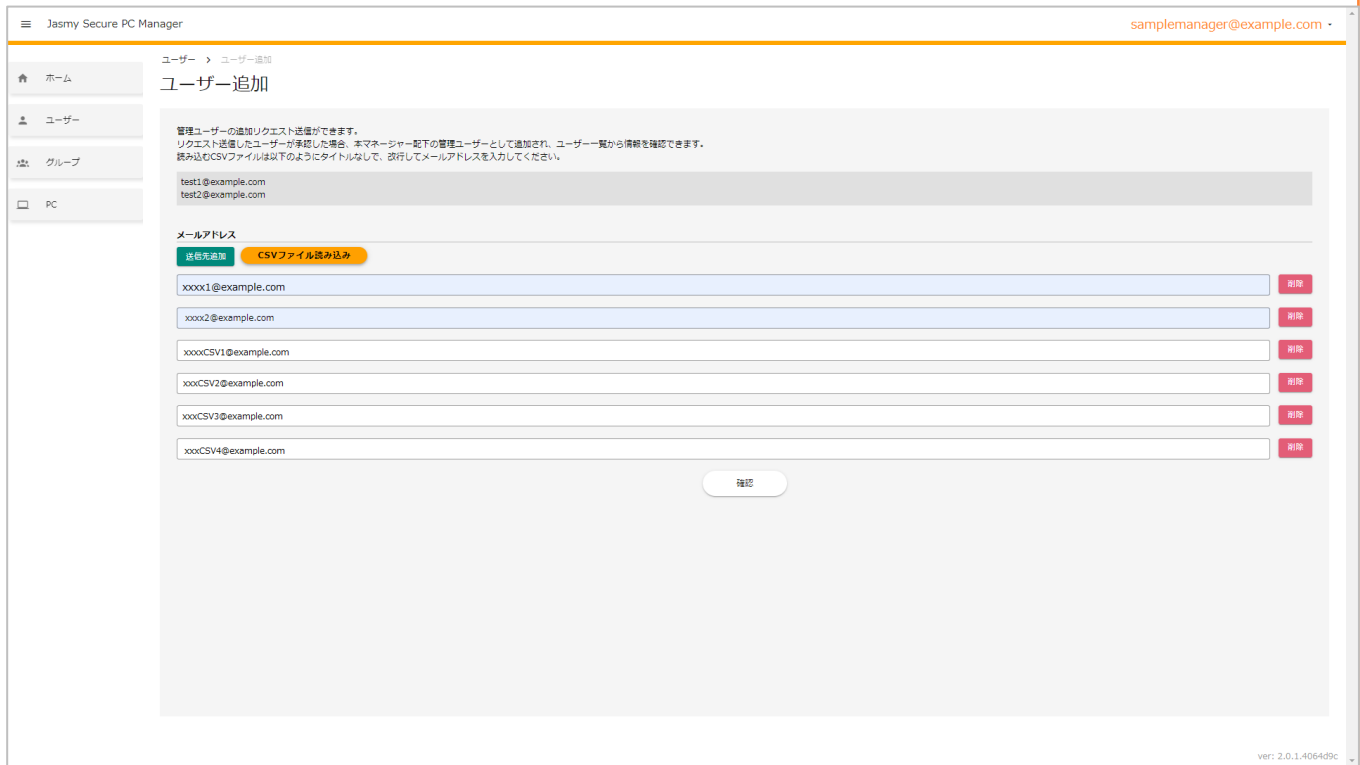 Jasmy Secure PC Manager
samplemanager@example.com
ユーザー > ユーザー追加
ユーザー追加
ホーム
ユーザー
グループ
PC
管理ユーザーの追加リクエスト送信ができます。
リクエスト送信したユーザーが承認した場合、本マネージャー配下の管理ユーザーとして追加され、ユーザー一覧から情報を確認できます。
読み込むCSVファイルは以下のようにタイトルなしで、改行してメールアドレスを入力してください。
test1@example.com
test2@example.com
メールアドレス
送信先追加 CSVファイル読み込み
xxxx1@example.com 削除
xxxx2@example.com 削除
xxxxCSV1@example.com 削除
xxxCSV2@example.com 削除
xxxCSV3@example.com 削除
xxxCSV4@example.com 削除
確認
ver: 2.0.1.4064d9c